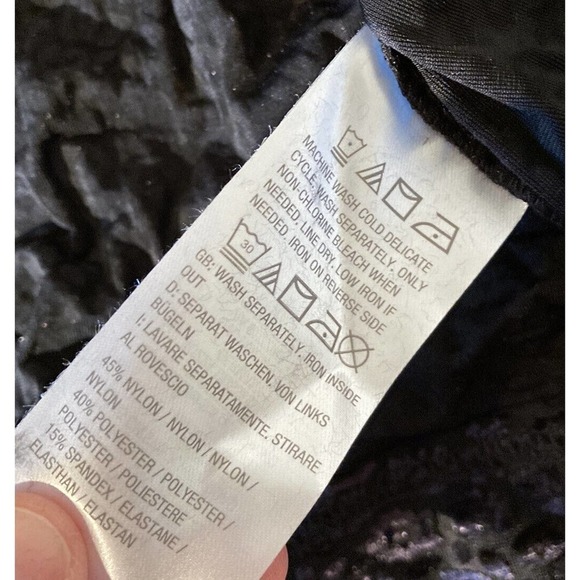 MACHINE WASH COLD DELICATE
CYCLE. WASH SEPARATELY. ONLY
NON-CHLORINE BLEACH WHEN
NEEDED. LINE DRY. LOW IRON IF
NEEDED. IRON ON REVERSE SIDE
30
GB: WASH SEPARATELY. IRON INSIDE
OUT
D: SEPARAT WASCHEN. VON LINKS
BÜGELN
I: LAVARE SEPARATAMENTE. STIRARE
AL ROVESCIO
45% NYLON / NYLON / NYLON /
NYLON
40% POLYESTER / POLYESTER /
POLYESTER / POLIESTERE
15% SPANDEX / ELASTANE /
ELASTHAN / ELASTAN